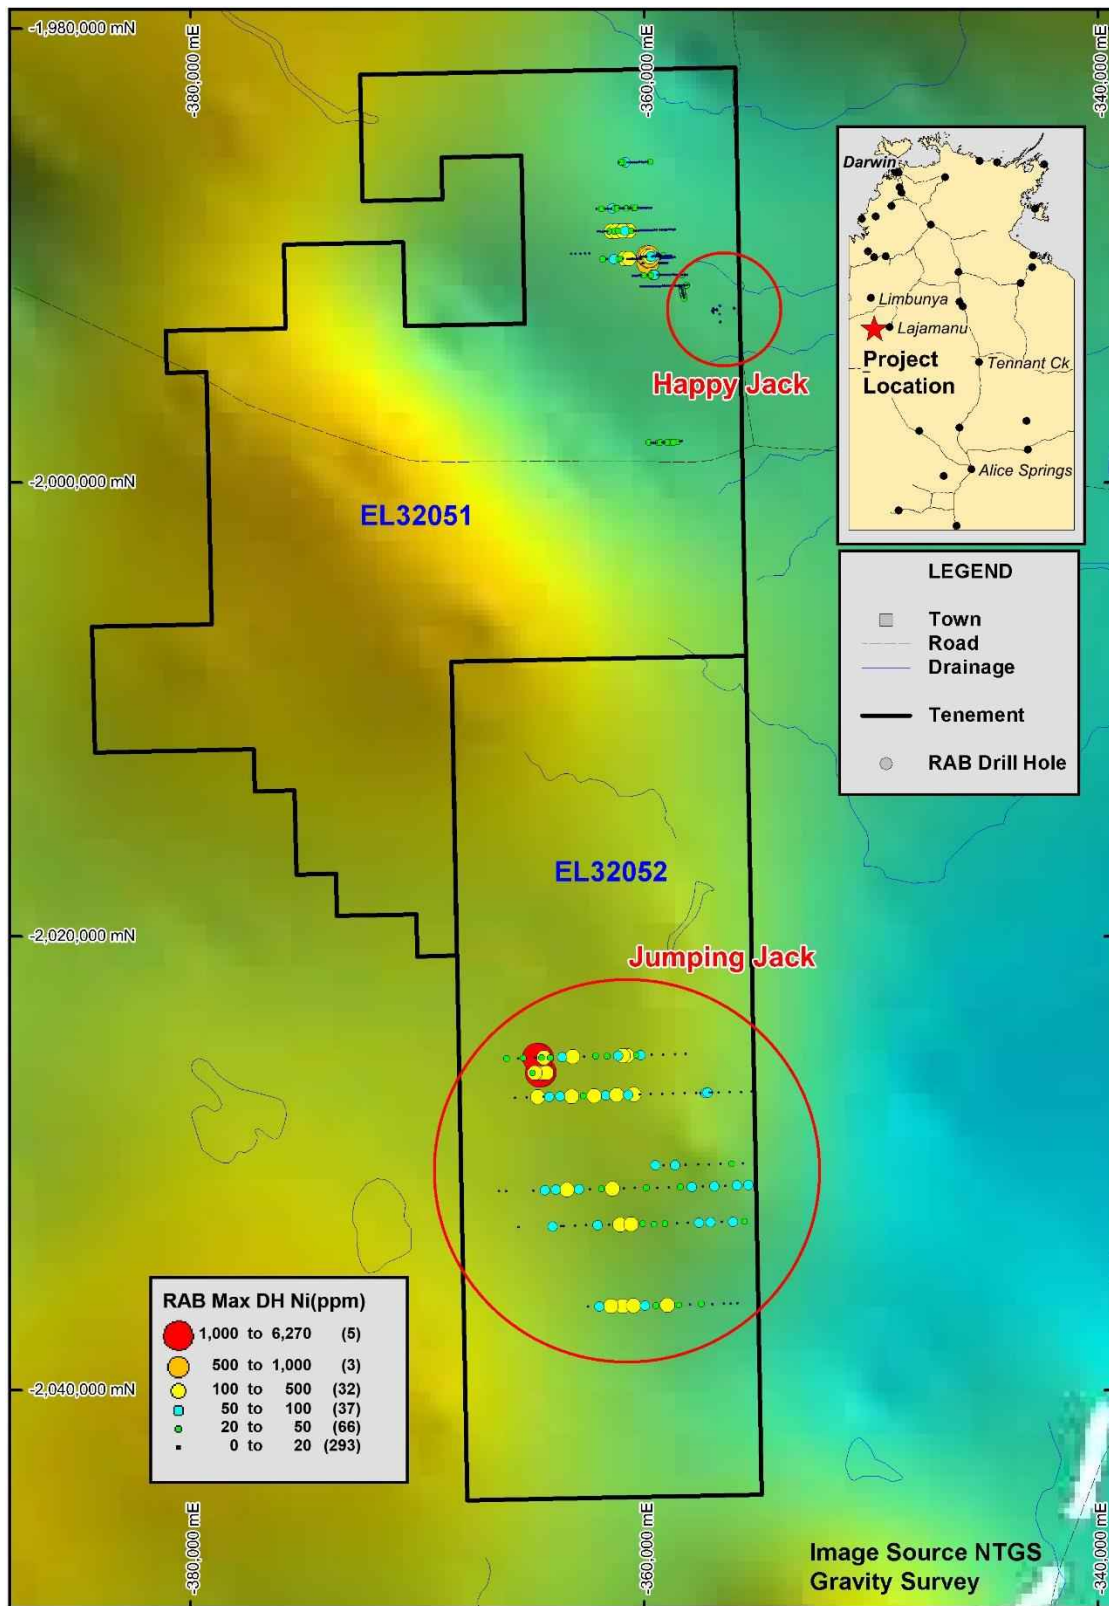 -1,980,000 mN
-380,000 mE
-360,000 mE
-340,000 mE
Darwin
Limbunya
Lajamanu
Project
Location
Tennant Ck
Alice Springs
Happy Jack
-2,000,000 mN
EL32051
LEGEND
Town
Road
Drainage
Tenement
RAB Drill Hole
EL32052
-2,020,000 mN
Jumping Jack
RAB Max DH Ni(ppm)
1,000 to 6,270 (5)
500 to 1,000 (3)
100 to 500 (32)
50 to 100 (37)
20 to 50 (66)
0 to 20 (293)
-2,040,000 mN
-380,000 mE
-360,000 mE
-340,000 mE
Image Source NTGS
Gravity Survey